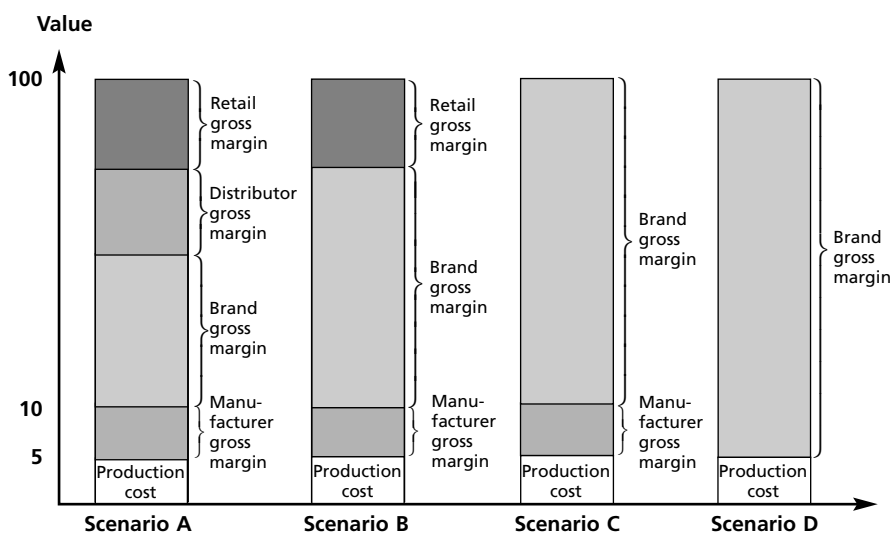 Value
100
10
5
Retail
gross
margin
Distributor
gross
margin
Brand
gross
margin
Manu-
facturer
gross
margin
Production
cost
Scenario A
Retail
gross
margin
Brand
gross
margin
Manu-
facturer
gross
margin
Production
cost
Scenario B
Brand
gross
margin
Manu-
facturer
gross
margin
Production
cost
Scenario C
Brand
gross
margin
Production
cost
Scenario D